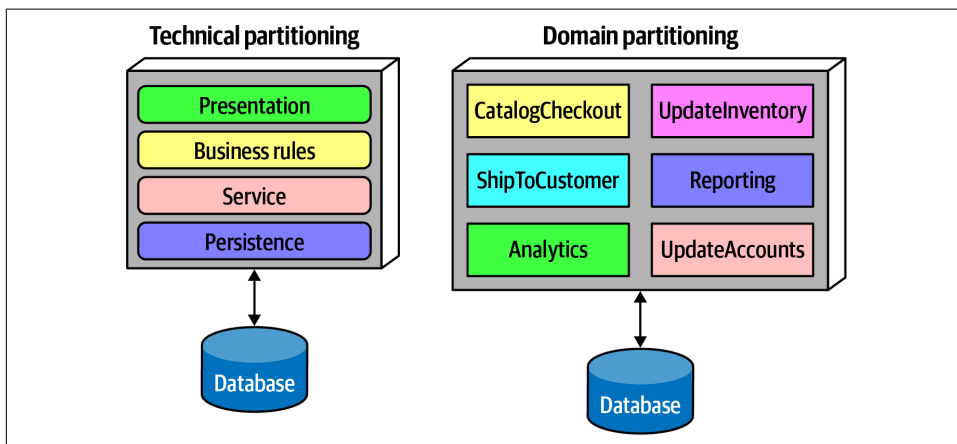 Technical partitioning
Presentation
Business rules
Service
Persistence
Database
Domain partitioning
CatalogCheckout
UpdateInventory
ShipToCustomer
Reporting
Analytics
UpdateAccounts
Database